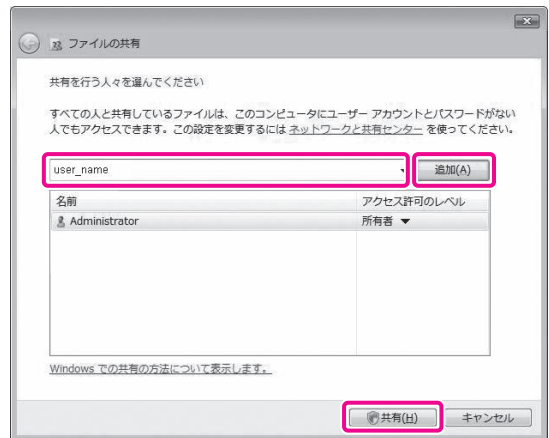 ファイルの共有
共有を行う人々を選んでください
すべての人と共有しているファイルは、このコンピュータにユーザー アカウントとパスワードがない
人でもアクセスできます。この設定を変更するには ネットワークと共有センター を使ってください。
user_name
追加(A)
名前 アクセス許可のレベル
Administrator 所有者
Windows での共有の方法について表示します。
共有(H) キャンセル